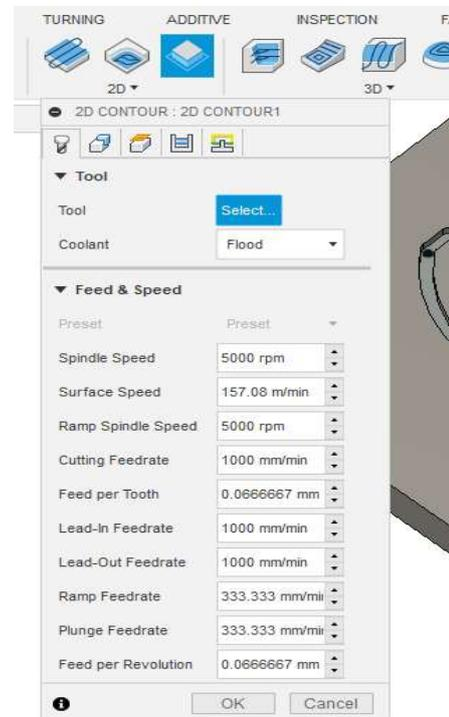 TURNING ADDITIVE INSPECTION
2D 3D
2D CONTOUR : 2D CONTOUR1
Tool
Tool Select...
Coolant Flood
Feed & Speed
Preset Preset
Spindle Speed 5000 rpm
Surface Speed 157.08 m/min
Ramp Spindle Speed 5000 rpm
Cutting Feedrate 1000 mm/min
Feed per Tooth 0.0666667 mm
Lead-In Feedrate 1000 mm/min
Lead-Out Feedrate 1000 mm/min
Ramp Feedrate 333.333 mm/mi
Plunge Feedrate 333.333 mm/mi
Feed per Revolution 0.0666667 mm
OK Cancel